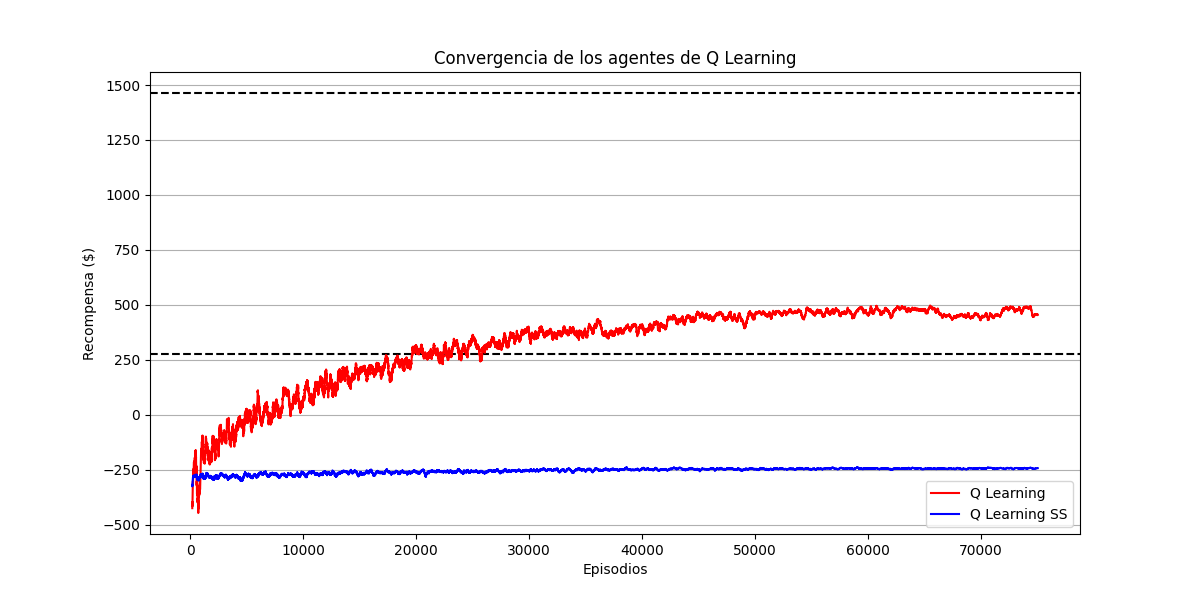 Convergencia de los agentes de Q Learning
1500
1250
1000
750
500
250
0
−250
−500
Recompensa ($)
0 10000 20000 30000 40000 50000 60000 70000
Episodios
Q Learning
Q Learning SS